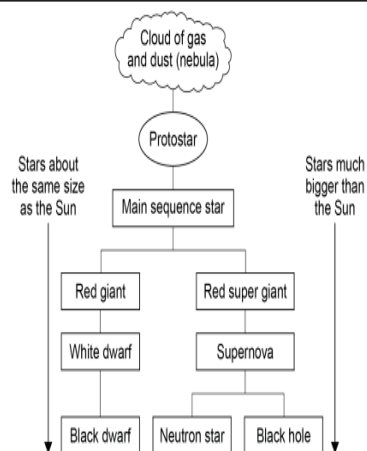 Cloud of gas
and dust (nebula)
Protostar
Stars about
the same size
as the Sun
Stars much
bigger than
the Sun
Main sequence star
Red giant
Red super giant
White dwarf
Supernova
Black dwarf
Neutron star
Black hole